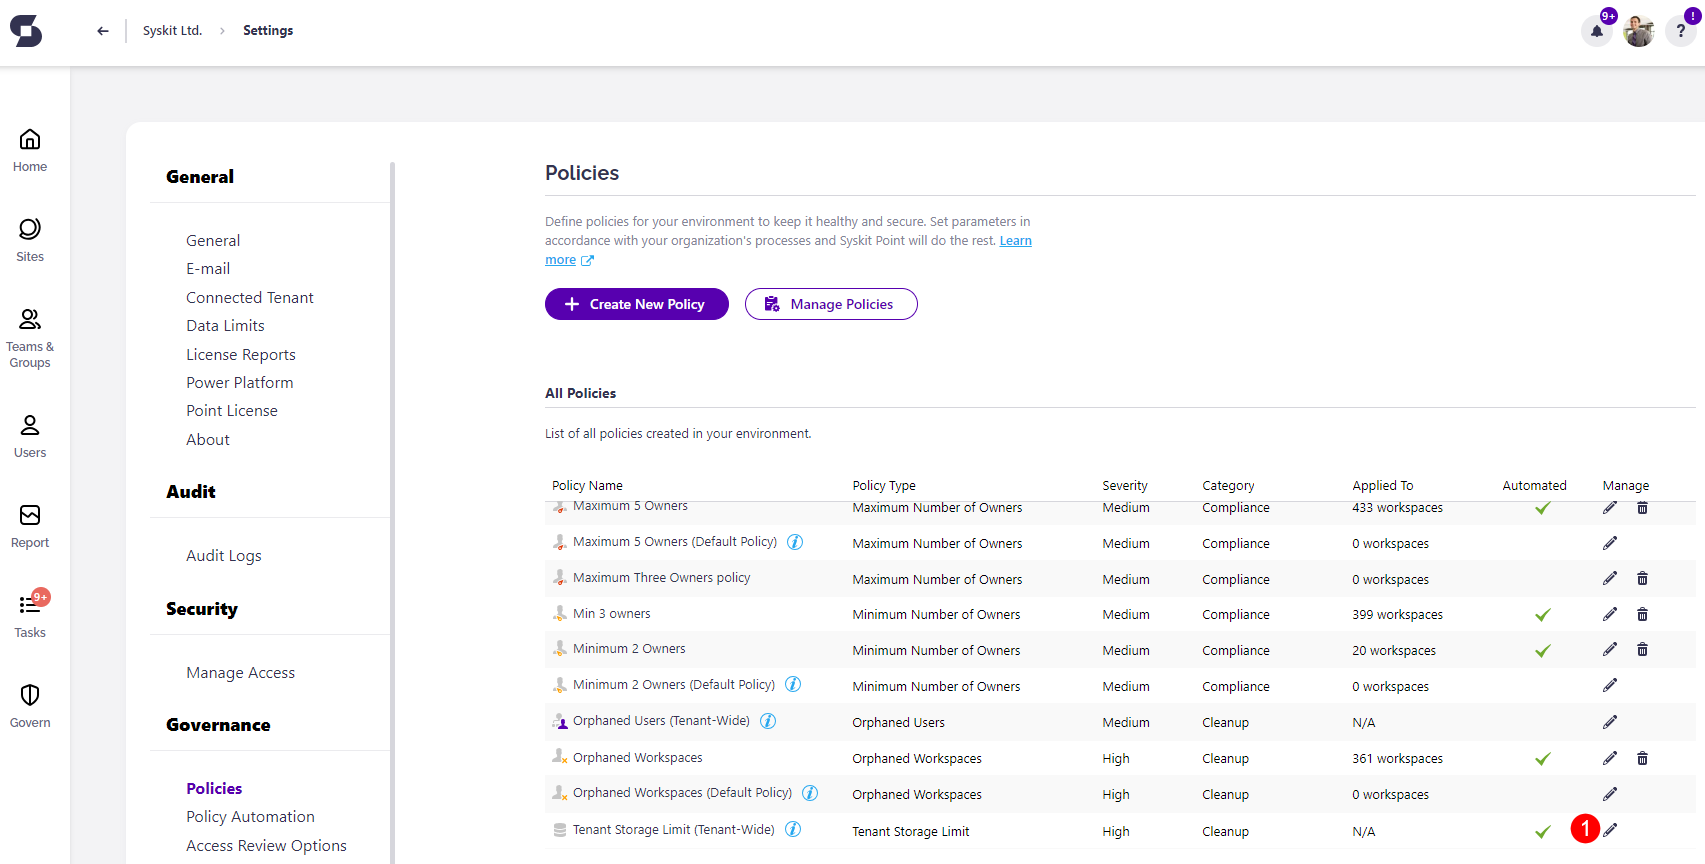 Syskit Ltd. > Settings
9+
!
?
Home
Sites
Teams &
Groups
Users
Report
9+
Tasks
Govern
General
General
E-mail
Connected Tenant
Data Limits
License Reports
Power Platform
Point License
About
Audit
Audit Logs
Security
Manage Access
Governance
Policies
Policy Automation
Access Review Options
Policies
Define policies for your environment to keep it healthy and secure. Set parameters in
accordance with your organization's processes and Syskit Point will do the rest. Learn
more
+ Create New Policy
Manage Policies
All Policies
List of all policies created in your environment.
Policy Name Policy Type Severity Category Applied To Automated Manage
Maximum 5 Owners Maximum Number of Owners Medium Compliance 433 workspaces
Maximum 5 Owners (Default Policy) i Maximum Number of Owners Medium Compliance 0 workspaces
Maximum Three Owners policy Maximum Number of Owners Medium Compliance 0 workspaces
Min 3 owners Minimum Number of Owners Medium Compliance 399 workspaces
Minimum 2 Owners Minimum Number of Owners Medium Compliance 20 workspaces
Minimum 2 Owners (Default Policy) i Minimum Number of Owners Medium Compliance 0 workspaces
Orphaned Users (Tenant-Wide) i Orphaned Users Medium Cleanup N/A
Orphaned Workspaces Orphaned Workspaces High Cleanup 361 workspaces
Orphaned Workspaces (Default Policy) i Orphaned Workspaces High Cleanup 0 workspaces
Tenant Storage Limit (Tenant-Wide) i Tenant Storage Limit High Cleanup N/A 1